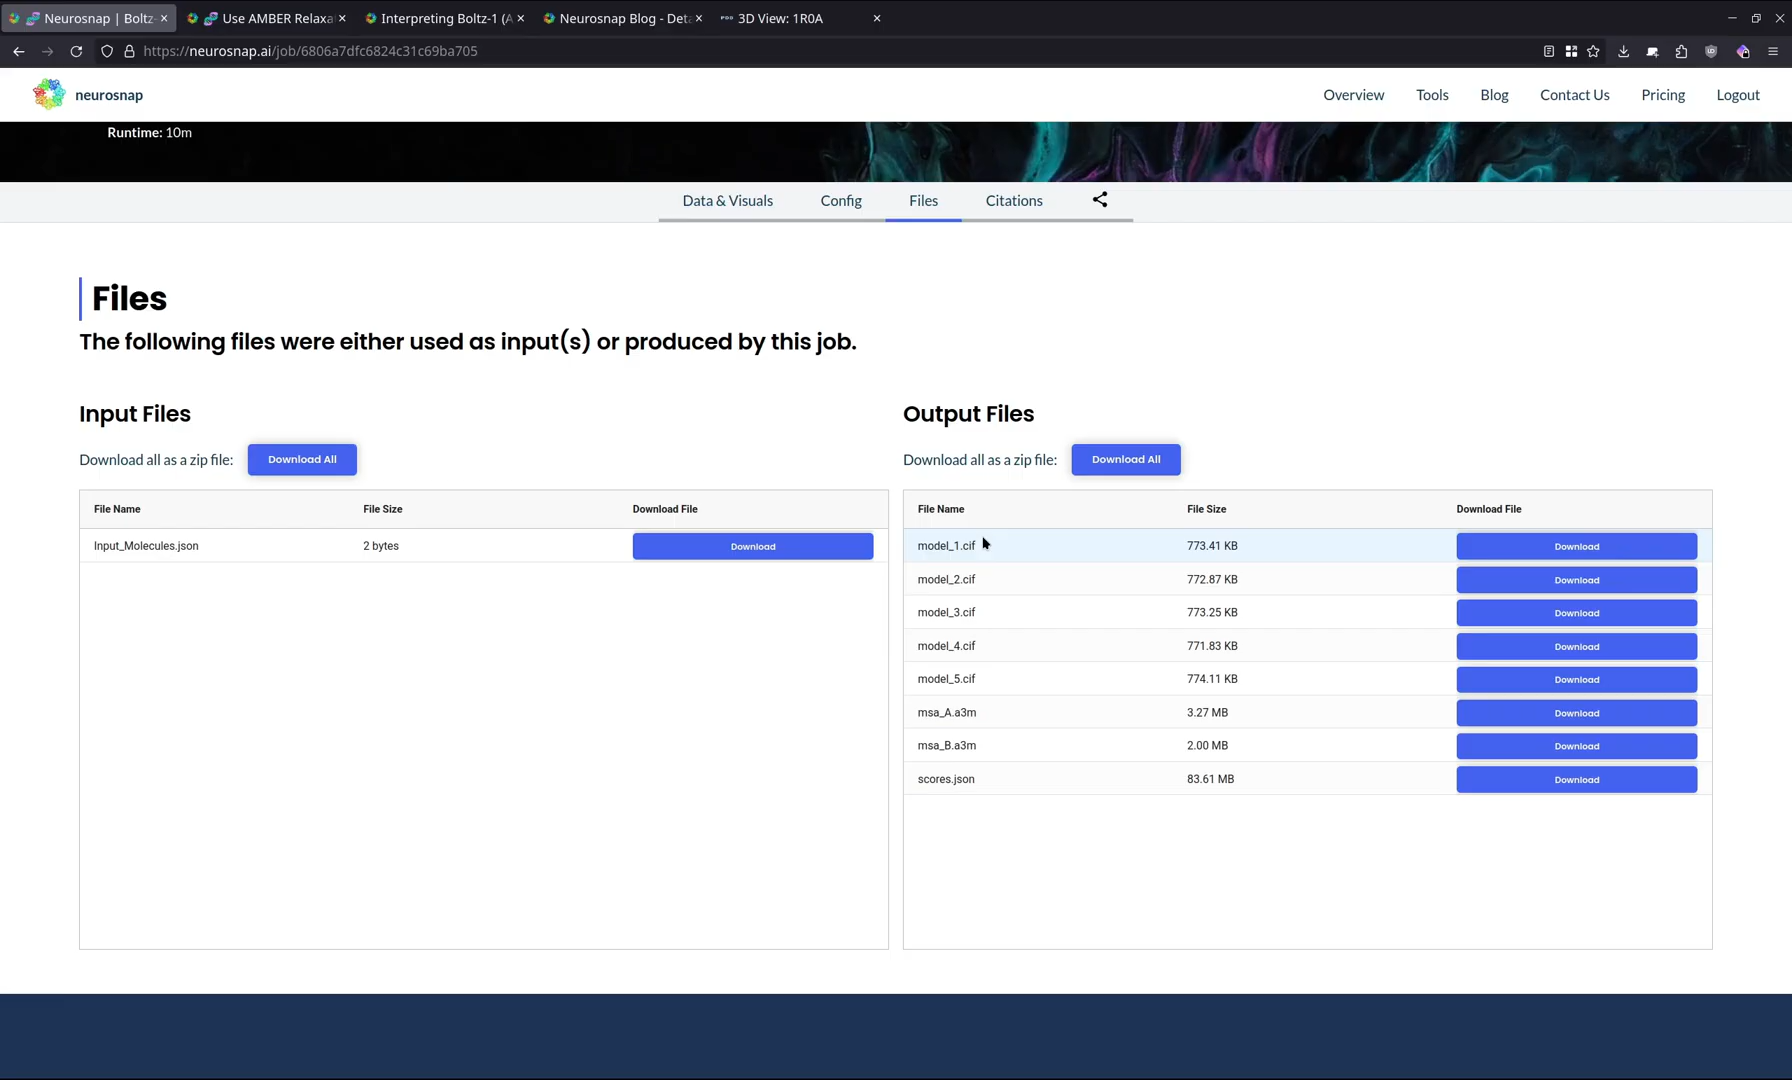 Neurosnap | Boltz-
Use AMBER Relaxa
Interpreting Boltz-1 (A
Neurosnap Blog - Deta
PDB
3D View: 1R0A
https://neurosnap.ai/job/6806a7dfc6824c31c69ba705
neurosnap
Overview
Tools
Blog
Contact Us
Pricing
Logout
Runtime: 10m
Data & Visuals
Config
Files
Citations
Files
The following files were either used as input(s) or produced by this job.
Input Files
Download all as a zip file:
Download All
File Name File Size Download File
Input_Molecules.json 2 bytes Download
Output Files
Download all as a zip file:
Download All
File Name File Size Download File
model_1.cif 773.41 KB Download
model_2.cif 772.87 KB Download
model_3.cif 773.25 KB Download
model_4.cif 771.83 KB Download
model_5.cif 774.11 KB Download
msa_A.a3m 3.27 MB Download
msa_B.a3m 2.00 MB Download
scores.json 83.61 MB Download